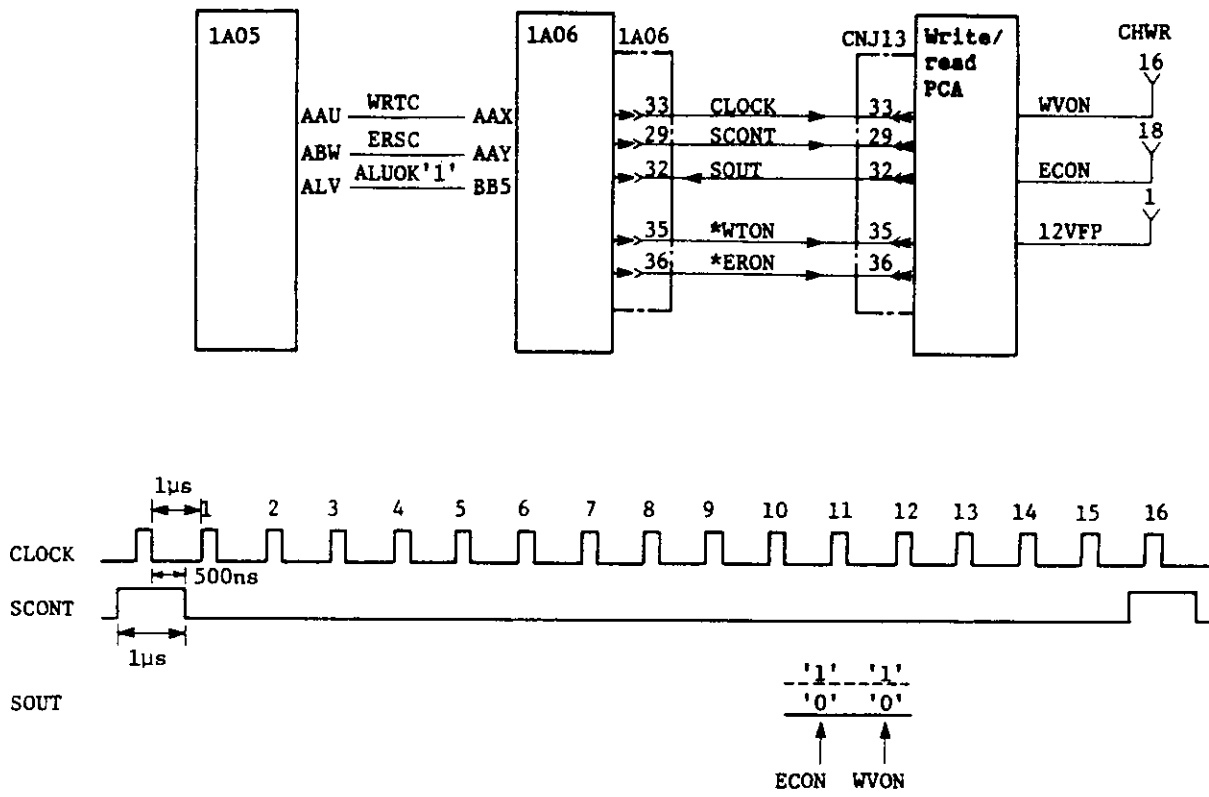 1A05
1A06
1A06
CNJ13
Write/
read
PCA
CHWR
16
AAU WRTC AAX
33 CLOCK 33
WVON
ABW ERSC AAY
29 SCONT 29
18
ALV ALUOK'1' BB5
32 SOUT 32
ECON
1
35 *WTON 35
12VFP
36 *ERON 36
1µs
1 2 3 4 5 6 7 8 9 10 11 12 13 14 15 16
CLOCK
500ns
SCONT
1µs
'1' '1'
SOUT
'0' '0'
ECON WVON